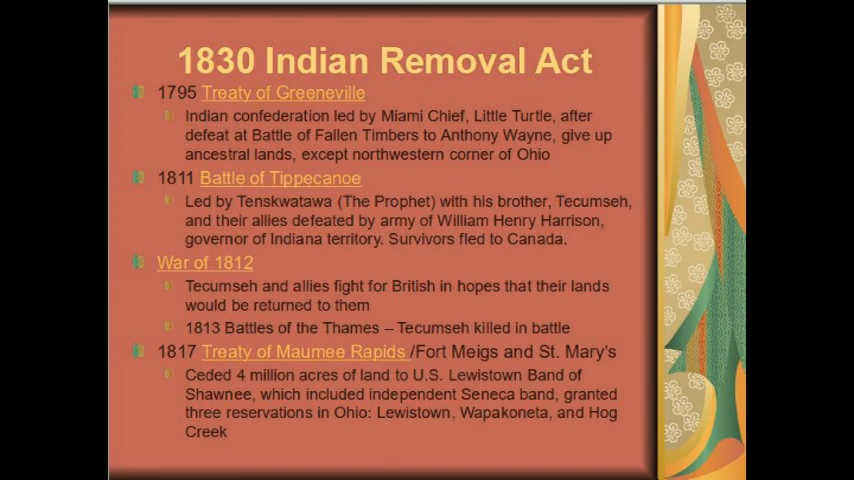 1830 Indian Removal Act
1795 Treaty of Greeneville
Indian confederation led by Miami Chief, Little Turtle, after
defeat at Battle of Fallen Timbers to Anthony Wayne, give up
ancestral lands, except northwestern corner of Ohio
1811 Battle of Tippecanoe
Led by Tenskwatawa (The Prophet) with his brother, Tecumseh,
and their allies defeated by army of William Henry Harrison,
governor of Indiana territory. Survivors fled to Canada.
War of 1812
Tecumseh and allies fight for British in hopes that their lands
would be returned to them
1813 Battles of the Thames – Tecumseh killed in battle
1817 Treaty of Maumee Rapids /Fort Meigs and St. Mary's
Ceded 4 million acres of land to U.S. Lewistown Band of
Shawnee, which included independent Seneca band, granted
three reservations in Ohio: Lewistown, Wapakoneta, and Hog
Creek